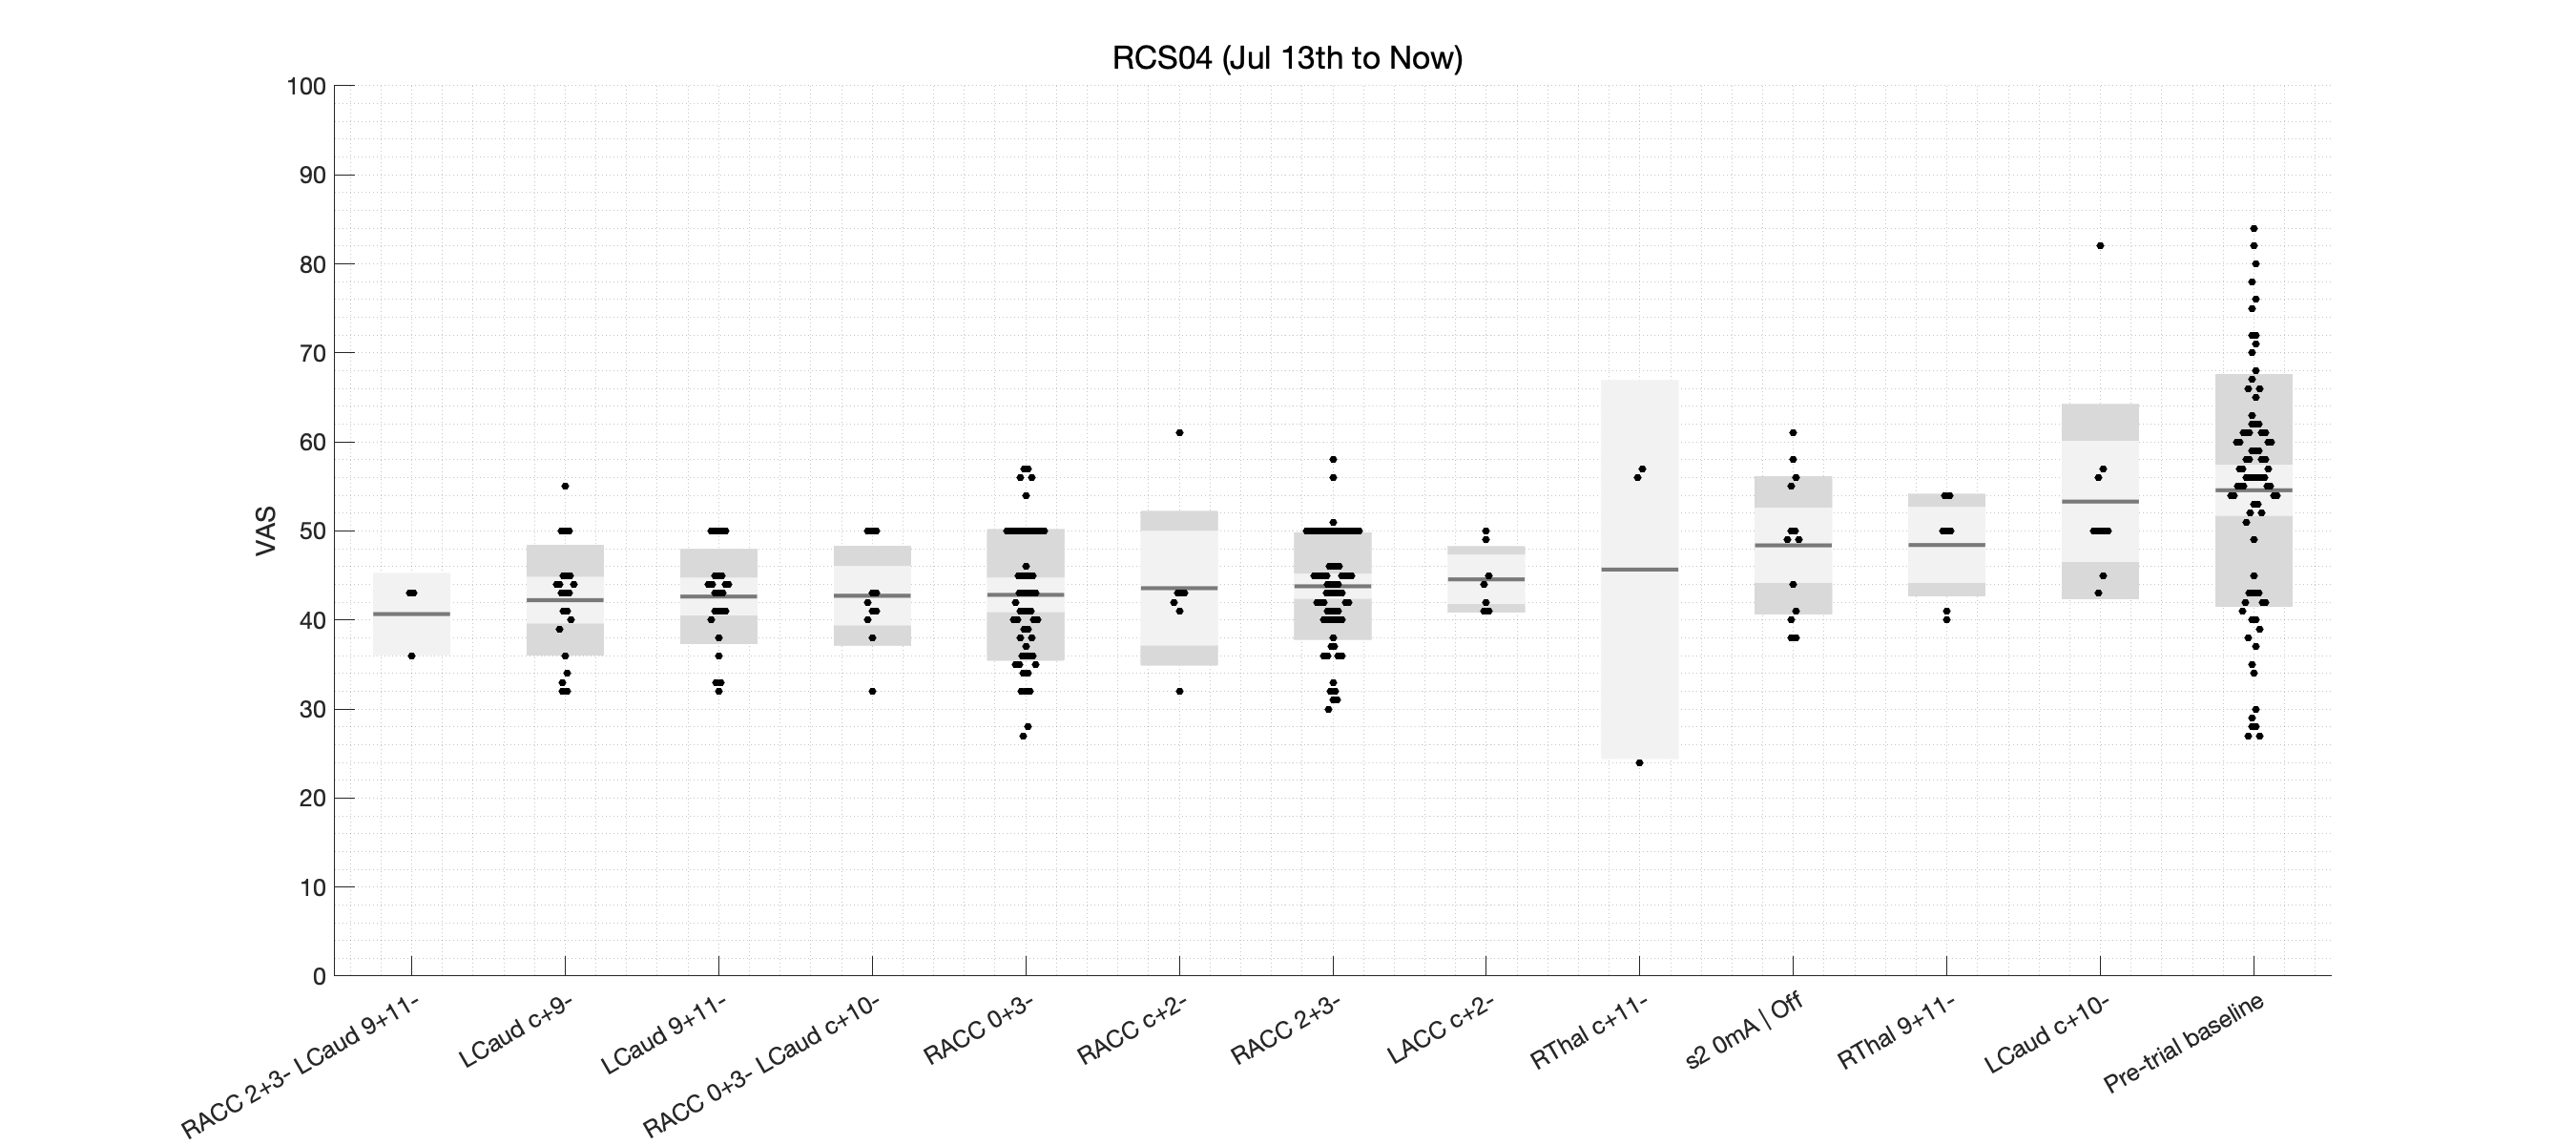 RCS04 (Jul 13th to Now)
100
90
80
70
60
50
40
30
20
10
0
VAS
RACC 2+3- LCaud 9+11-
LCaud c+9-
LCaud 9+11-
RACC 0+3- LCaud c+10-
RACC 0+3-
RACC c+2-
RACC 2+3-
LACC c+2-
RThal c+11-
s2 0mA | Off
RThal 9+11-
LCaud c+10-
Pre-trial baseline